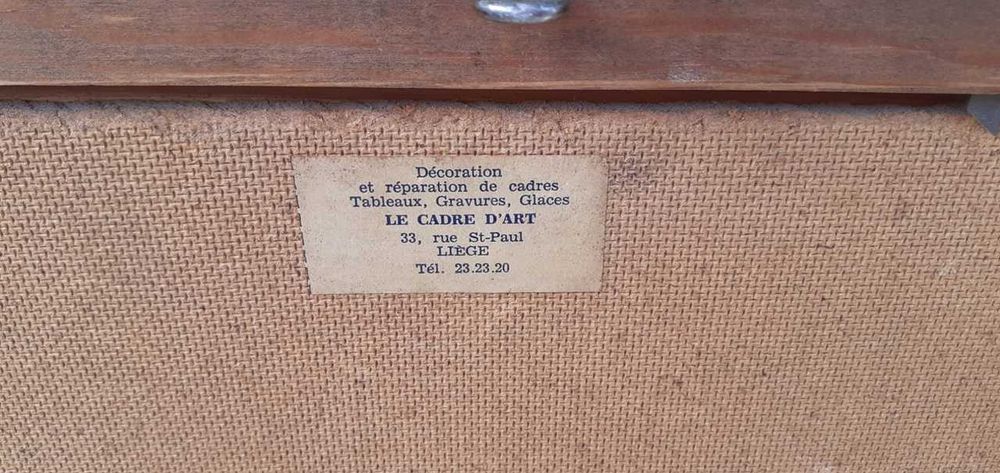 Décoration
et réparation de cadres
Tableaux, Gravures, Glaces
LE CADRE D'ART
33, rue St-Paul
LIÈGE
Tél. 23.23.20